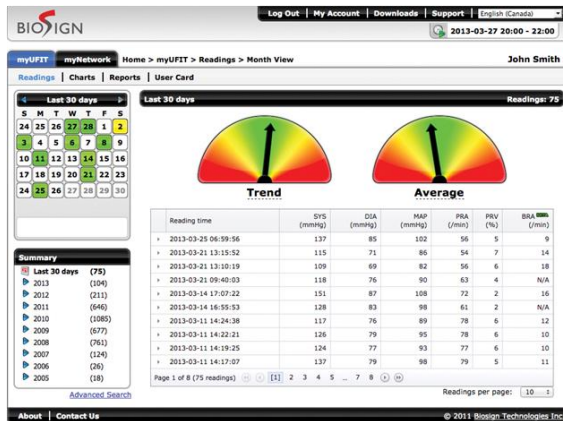 Log Out | My Account | Downloads | Support | English (Canada)
BIOSIGN
2013-03-27 20:00 - 22:00
myUFIT myNetwork Home > myUFIT > Readings > Month View John Smith
Readings | Charts | Reports | User Card
Last 30 days
S M T W T F S
24 25 26 27 28 1 2
3 4 5 6 7 8 9
10 11 12 13 14 15 16
17 18 19 20 21 22 23
24 25 26 27 28 29 30
Summary
Last 30 days (75)
2013 (104)
2012 (211)
2011 (646)
2010 (1085)
2009 (677)
2008 (761)
2007 (124)
2006 (26)
2005 (18)
Advanced Search
Last 30 days Readings: 75
Trend Average
Reading time SYS (mmHg) DIA (mmHg) MAP (mmHg) PRA (/min) PRV (%) BRA (/min)
2013-03-25 06:59:56 137 85 102 56 5 9
2013-03-21 13:15:52 115 71 86 54 7 14
2013-03-21 13:10:19 109 69 82 56 6 18
2013-03-21 09:40:03 118 76 90 63 4 N/A
2013-03-14 17:07:22 151 87 108 72 2 16
2013-03-14 16:55:53 128 83 98 61 2 N/A
2013-03-11 14:24:38 117 76 89 78 6 12
2013-03-11 14:22:21 126 79 95 78 6 10
2013-03-11 14:19:25 124 77 93 77 6 10
2013-03-11 14:17:07 137 79 98 79 5 11
Page 1 of 8 (75 readings) [1] 2 3 4 5 ... 7 8
Readings per page: 10
About | Contact Us © 2011 Biosign Technologies Inc